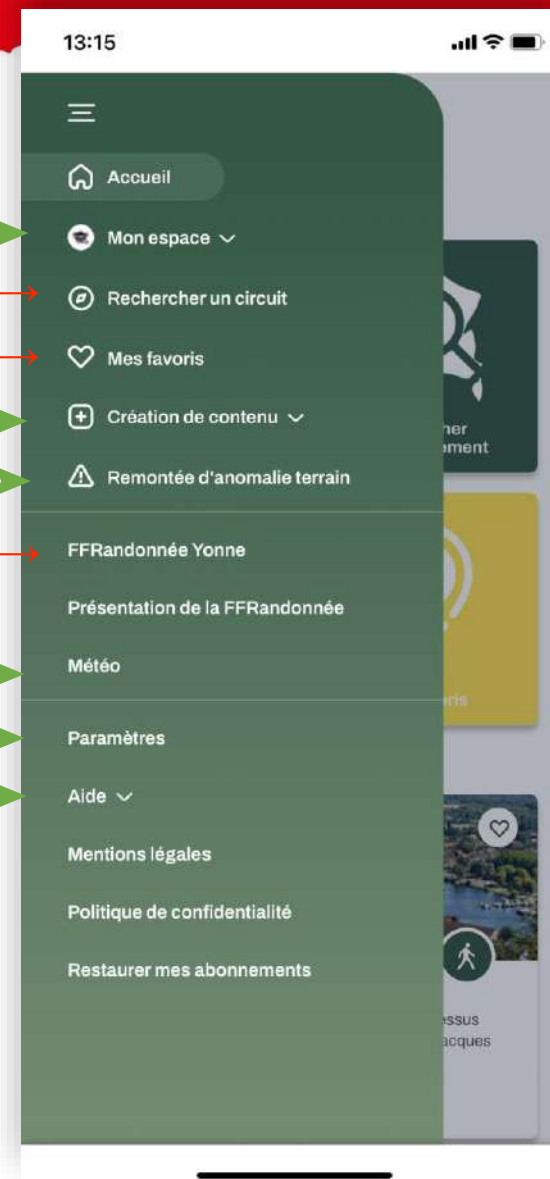 13:15
Accueil
Mon espace
Rechercher un circuit
Mes favoris
Création de contenu
Remontée d'anomalie terrain
FFRandonnée Yonne
Présentation de la FFRandonnée
Météo
Paramètres
Aide
Mentions légales
Politique de confidentialité
Restaurer mes abonnements